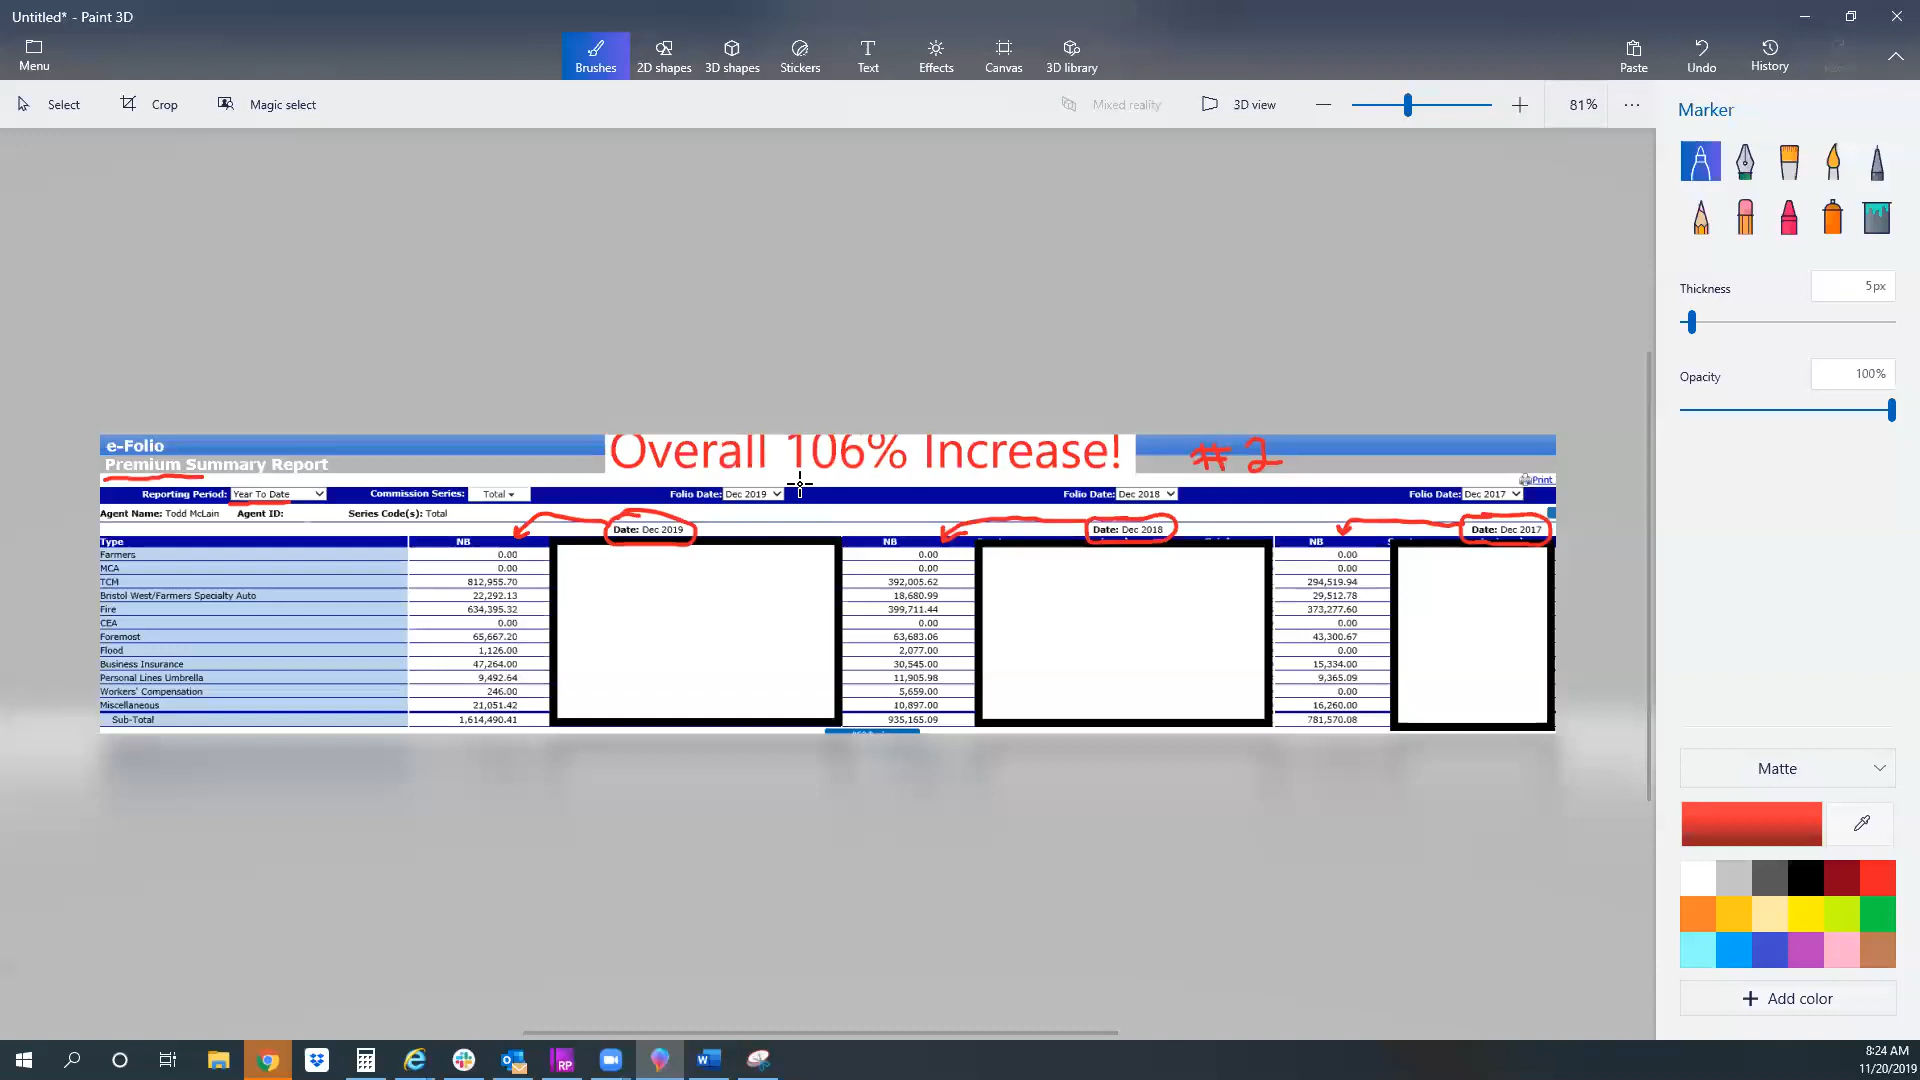 Untitled* - Paint 3D
Menu
Brushes 2D shapes 3D shapes Stickers Text Effects Canvas 3D library
Paste Undo History
Select Crop Magic select
Mixed reality 3D view 81%
Marker
Thickness 5px
Opacity 100%
Matte
Add color
e-Folio
Overall 106% Increase! # 2
Premium Summary Report
Print
Reporting Period: Year To Date Commission Series: Total Folio Date: Dec 2019 Folio Date: Dec 2018 Folio Date: Dec 2017
Agent Name: Todd McLain Agent ID: Series Code(s): Total
Date: Dec 2019 Date: Dec 2018 Date: Dec 2017
Type NB NB NB
Farmers 0.00 0.00 0.00
MCA 0.00 0.00 0.00
TCM 812,955.70 392,005.62 294,519.94
Bristol West/Farmers Specialty Auto 22,292.13 18,680.99 29,512.78
Fire 634,395.32 399,711.44 373,277.60
CEA 0.00 0.00 0.00
Foremost 65,667.20 63,683.06 43,300.67
Flood 1,126.00 2,077.00 0.00
Business Insurance 47,264.00 30,545.00 15,334.00
Personal Lines Umbrella 9,492.64 11,905.98 9,365.09
Workers' Compensation 246.00 5,659.00 0.00
Miscellaneous 21,051.42 10,897.00 16,260.00
Sub-Total 1,614,490.41 935,165.09 781,570.08
RP
8:24 AM
11/20/2019